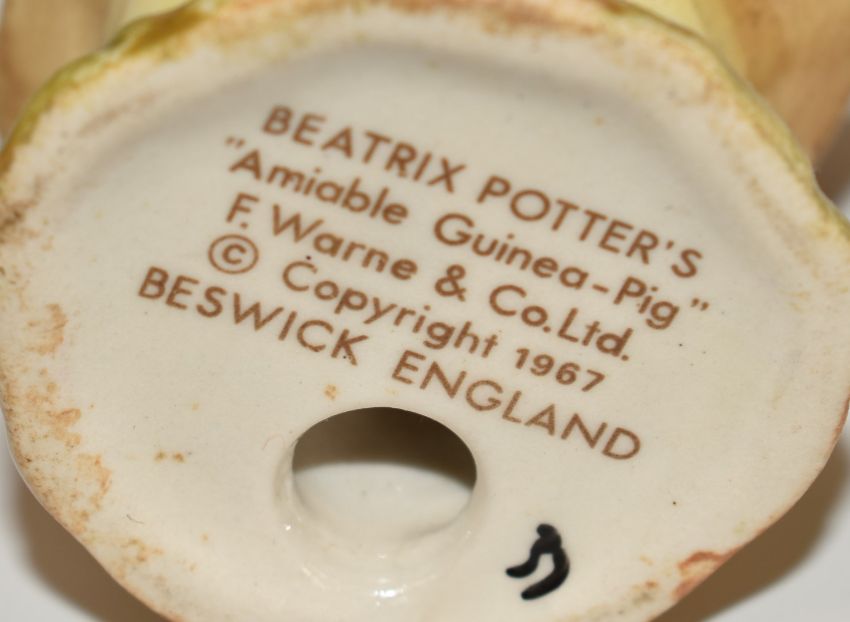 BEATRIX POTTER'S
"Amiable Guinea-Pig"
F. Warne & Co. Ltd.
© Copyright 1967
BESWICK ENGLAND